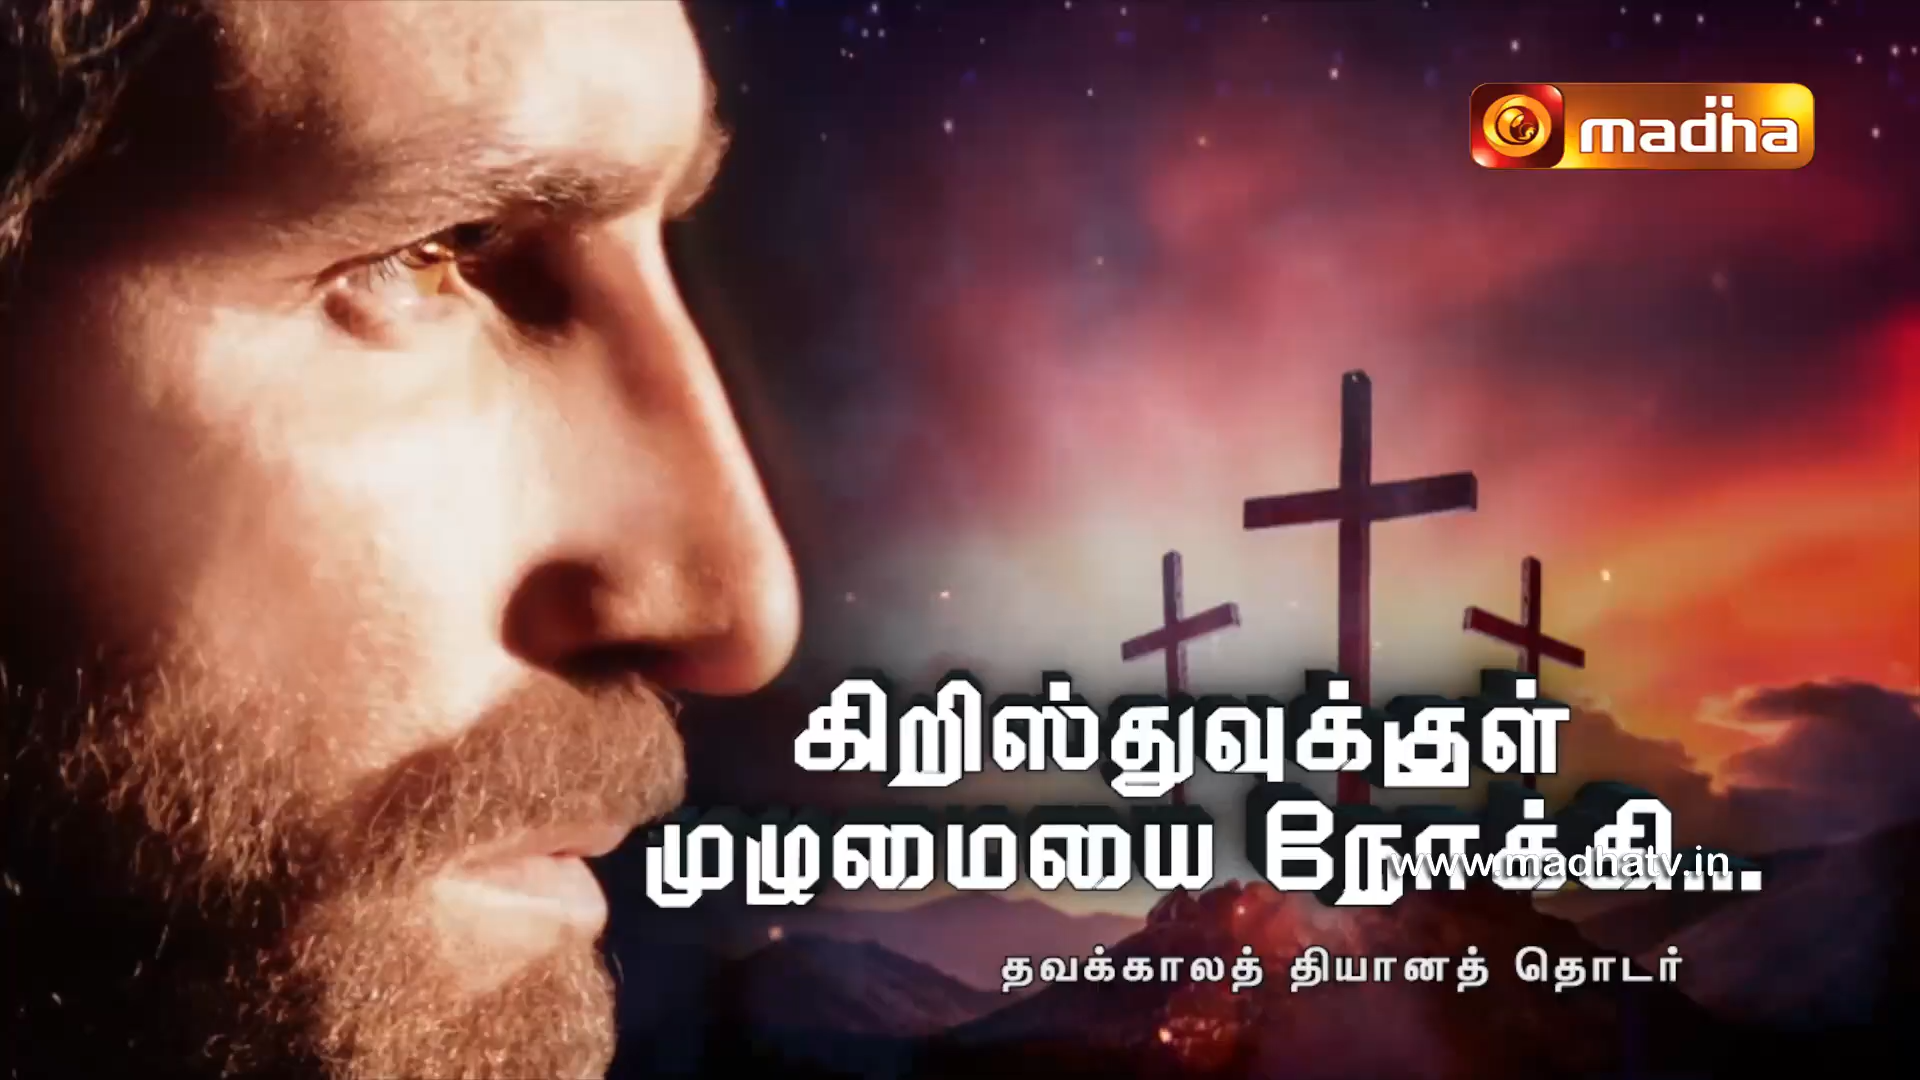 madha
கிறிஸ்துவுக்குள்
முழுமையை நோக்கி...
www.madhatv.in
தவக்காலத் தியானத் தொடர்